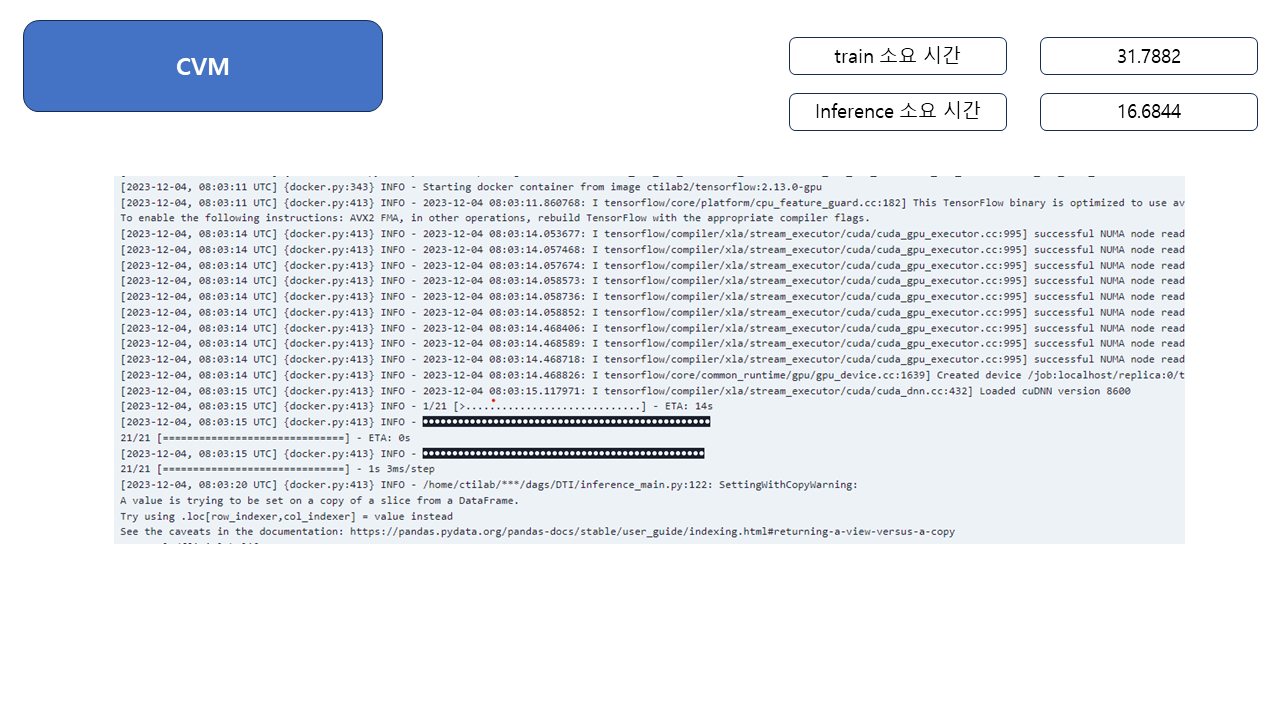 CVM
train 소요 시간
31.7882
Inference 소요 시간
16.6844
[2023-12-04, 08:03:11 UTC] {docker.py:343} INFO - Starting docker container from image ctilab2/tensorflow:2.13.0-gpu
[2023-12-04, 08:03:11 UTC] {docker.py:413} INFO - 2023-12-04 08:03:11.860768: I tensorflow/core/platform/cpu_feature_guard.cc:182] This TensorFlow binary is optimized to use av
To enable the following instructions: AVX2 FMA, in other operations, rebuild TensorFlow with the appropriate compiler flags.
[2023-12-04, 08:03:14 UTC] {docker.py:413} INFO - 2023-12-04 08:03:14.053677: I tensorflow/compiler/xla/stream_executor/cuda/cuda_gpu_executor.cc:995] successful NUMA node read
[2023-12-04, 08:03:14 UTC] {docker.py:413} INFO - 2023-12-04 08:03:14.057468: I tensorflow/compiler/xla/stream_executor/cuda/cuda_gpu_executor.cc:995] successful NUMA node read
[2023-12-04, 08:03:14 UTC] {docker.py:413} INFO - 2023-12-04 08:03:14.057674: I tensorflow/compiler/xla/stream_executor/cuda/cuda_gpu_executor.cc:995] successful NUMA node read
[2023-12-04, 08:03:14 UTC] {docker.py:413} INFO - 2023-12-04 08:03:14.058573: I tensorflow/compiler/xla/stream_executor/cuda/cuda_gpu_executor.cc:995] successful NUMA node read
[2023-12-04, 08:03:14 UTC] {docker.py:413} INFO - 2023-12-04 08:03:14.058736: I tensorflow/compiler/xla/stream_executor/cuda/cuda_gpu_executor.cc:995] successful NUMA node read
[2023-12-04, 08:03:14 UTC] {docker.py:413} INFO - 2023-12-04 08:03:14.058852: I tensorflow/compiler/xla/stream_executor/cuda/cuda_gpu_executor.cc:995] successful NUMA node read
[2023-12-04, 08:03:14 UTC] {docker.py:413} INFO - 2023-12-04 08:03:14.468406: I tensorflow/compiler/xla/stream_executor/cuda/cuda_gpu_executor.cc:995] successful NUMA node read
[2023-12-04, 08:03:14 UTC] {docker.py:413} INFO - 2023-12-04 08:03:14.468589: I tensorflow/compiler/xla/stream_executor/cuda/cuda_gpu_executor.cc:995] successful NUMA node read
[2023-12-04, 08:03:14 UTC] {docker.py:413} INFO - 2023-12-04 08:03:14.468718: I tensorflow/compiler/xla/stream_executor/cuda/cuda_gpu_executor.cc:995] successful NUMA node read
[2023-12-04, 08:03:14 UTC] {docker.py:413} INFO - 2023-12-04 08:03:14.468826: I tensorflow/core/common_runtime/gpu/gpu_device.cc:1639] Created device /job:localhost/replica:0/t
[2023-12-04, 08:03:15 UTC] {docker.py:413} INFO - 2023-12-04 08:03:15.117971: I tensorflow/compiler/xla/stream_executor/cuda/cuda_dnn.cc:432] Loaded cuDNN version 8600
[2023-12-04, 08:03:15 UTC] {docker.py:413} INFO - 1/21 [>.............................] - ETA: 14s
[2023-12-04, 08:03:15 UTC] {docker.py:413} INFO -
21/21 [==============================] - ETA: 0s
[2023-12-04, 08:03:15 UTC] {docker.py:413} INFO -
21/21 [==============================] - 1s 3ms/step
[2023-12-04, 08:03:20 UTC] {docker.py:413} INFO - /home/ctilab/***/dags/DTI/inference_main.py:122: SettingWithCopyWarning:
A value is trying to be set on a copy of a slice from a DataFrame.
Try using .loc[row_indexer,col_indexer] = value instead
See the caveats in the documentation: https://pandas.pydata.org/pandas-docs/stable/user_guide/indexing.html#returning-a-view-versus-a-copy